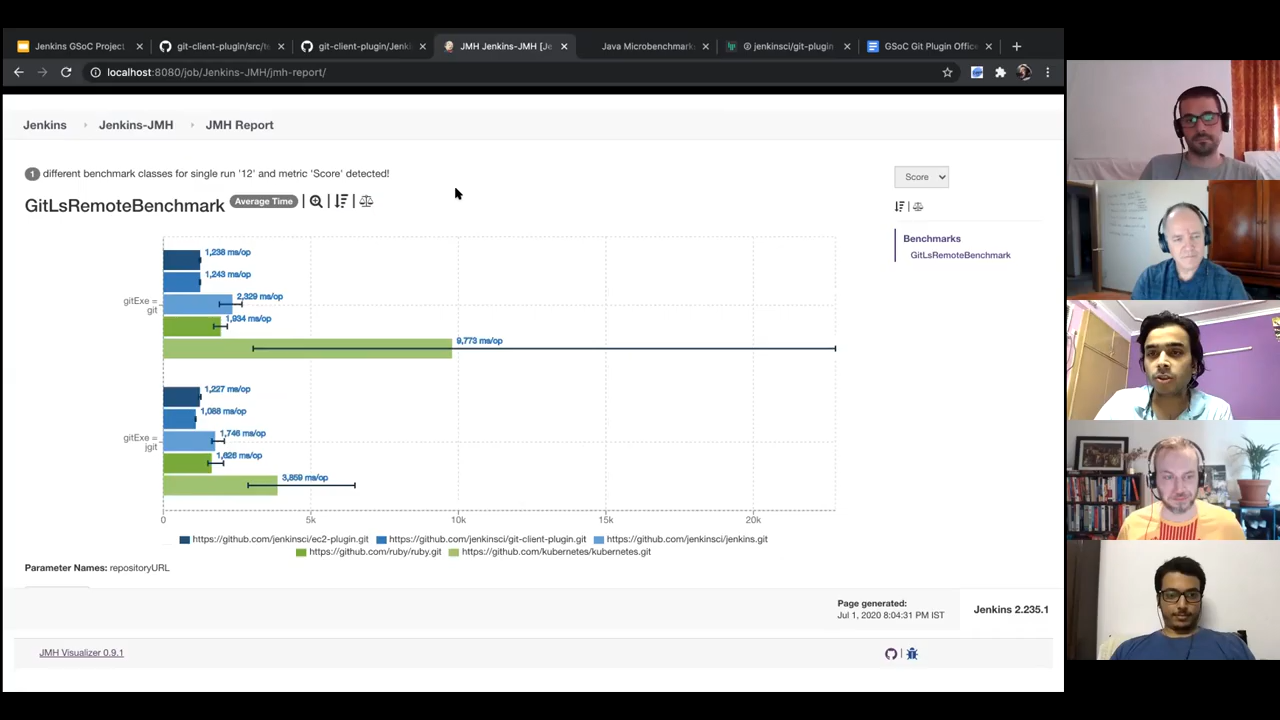 Jenkins GSoC Project
git-client-plugin/src/te
git-client-plugin/Jenki
JMH Jenkins-JMH [Je
Java Microbenchmark
jenkinsci/git-plugin
GSoC Git Plugin Office
localhost:8080/job/Jenkins-JMH/jmh-report/
Jenkins
Jenkins-JMH
JMH Report
1 different benchmark classes for single run '12' and metric 'Score' detected!
Score
GitLsRemoteBenchmark Average Time
Benchmarks
GitLsRemoteBenchmark
1,238 ms/op
1,243 ms/op
gitExe =
git
2,329 ms/op
1,934 ms/op
9,773 ms/op
1,227 ms/op
1,088 ms/op
gitExe =
jgit
1,746 ms/op
1,626 ms/op
3,859 ms/op
0 5k 10k 15k 20k
https://github.com/jenkinsci/ec2-plugin.git https://github.com/jenkinsci/git-client-plugin.git https://github.com/jenkinsci/jenkins.git
https://github.com/ruby/ruby.git https://github.com/kubernetes/kubernetes.git
Parameter Names: repositoryURL
Page generated:
Jul 1, 2020 8:04:31 PM IST
Jenkins 2.235.1
JMH Visualizer 0.9.1